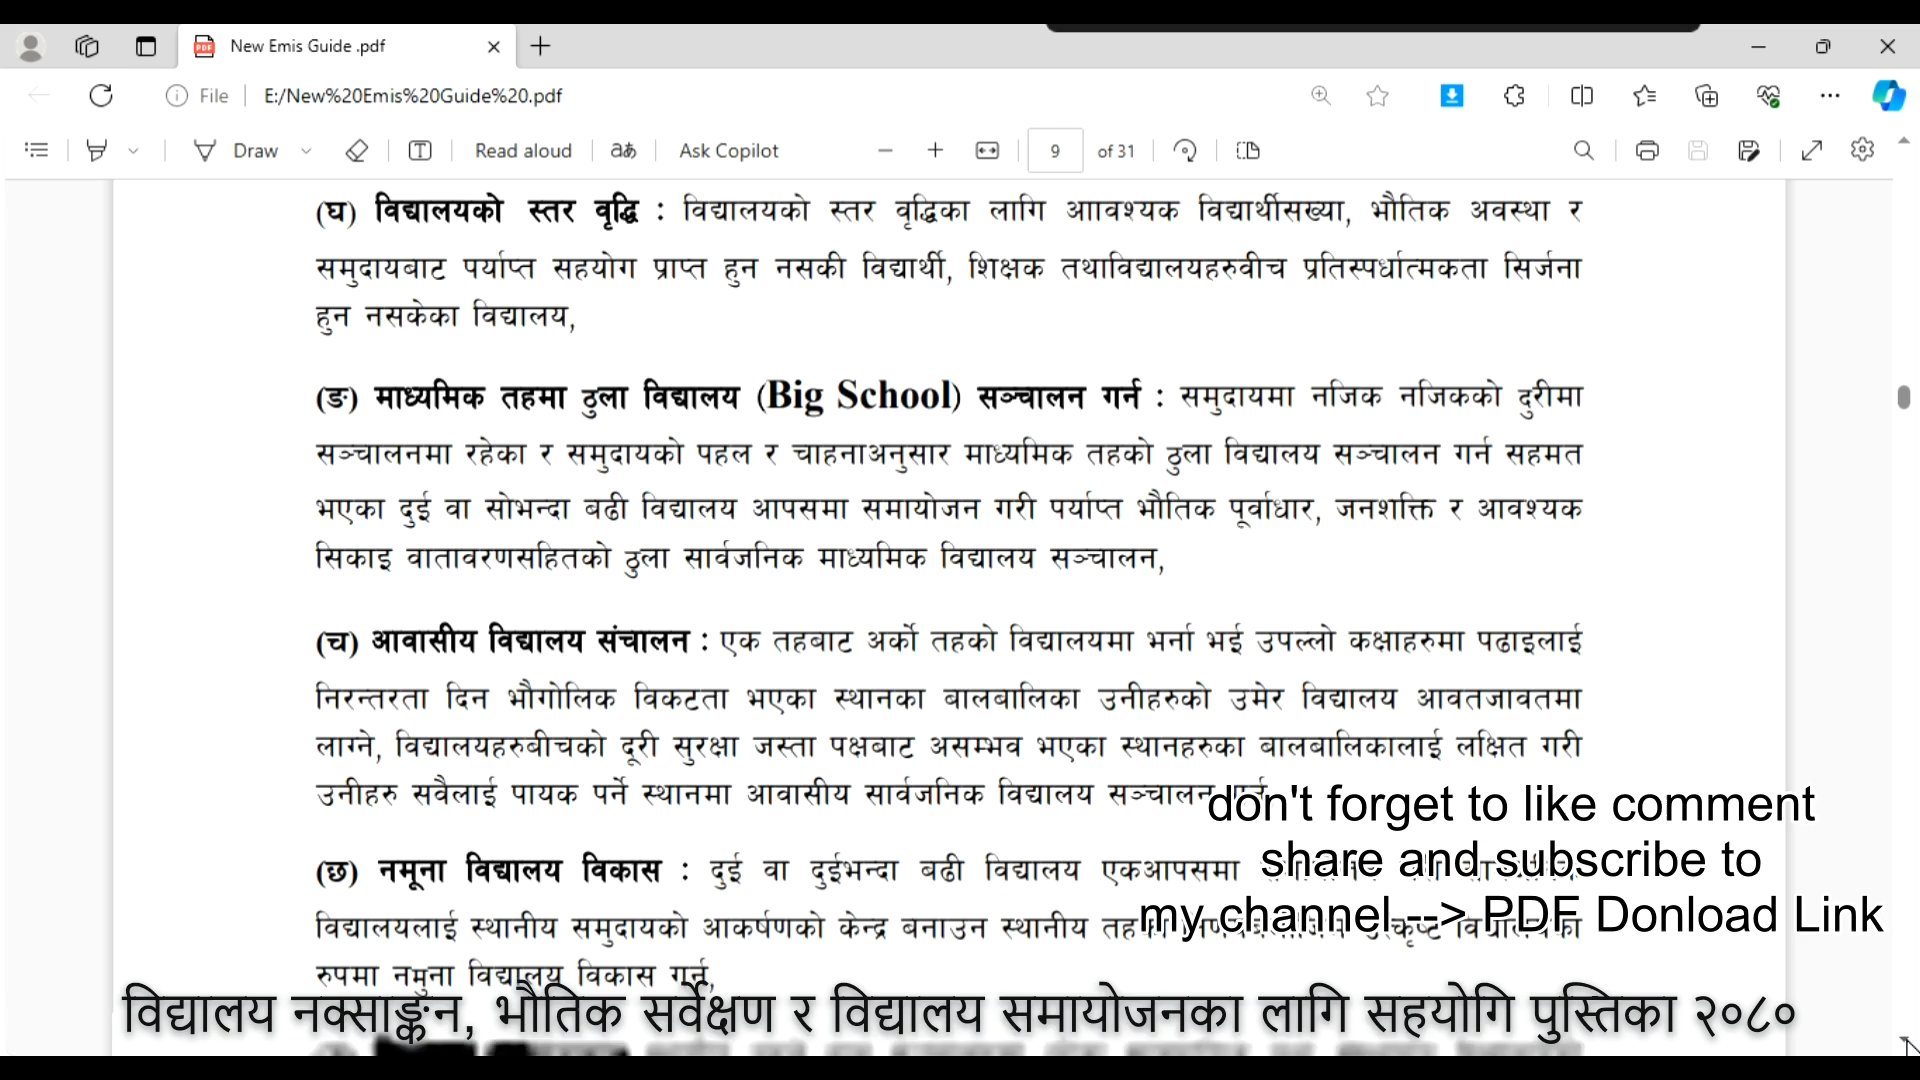 New Emis Guide .pdf
File
E:/New%20Emis%20Guide%20.pdf
Draw
Read aloud
aあ
Ask Copilot
9 of 31
(घ) विद्यालयको स्तर वृद्धि : विद्यालयको स्तर वृद्धिका लागि आावश्यक विद्यार्थीसख्या, भौतिक अवस्था र
समुदायबाट पर्याप्त सहयोग प्राप्त हुन नसकी विद्यार्थी, शिक्षक तथाविद्यालयहरुवीच प्रतिस्पर्धात्मकता सिर्जना
हुन नसकेका विद्यालय,
(ङ) माध्यमिक तहमा ठुला विद्यालय (Big School) सञ्चालन गर्न : समुदायमा नजिक नजिकको दुरीमा
सञ्चालनमा रहेका र समुदायको पहल र चाहनाअनुसार माध्यमिक तहको ठुला विद्यालय सञ्चालन गर्न सहमत
भएका दुई वा सोभन्दा बढी विद्यालय आपसमा समायोजन गरी पर्याप्त भौतिक पूर्वाधार, जनशक्ति र आवश्यक
सिकाइ वातावरणसहितको ठुला सार्वजनिक माध्यमिक विद्यालय सञ्चालन,
(च) आवासीय विद्यालय संचालन : एक तहबाट अर्को तहको विद्यालयमा भर्ना भई उपल्लो कक्षाहरुमा पढाइलाई
निरन्तरता दिन भौगोलिक विकटता भएका स्थानका बालबालिका उनीहरुको उमेर विद्यालय आवतजावतमा
लाग्ने, विद्यालयहरुबीचको दूरी सुरक्षा जस्ता पक्षबाट असम्भव भएका स्थानहरुका बालबालिकालाई लक्षित गरी
उनीहरु सवैलाई पायक पर्ने स्थानमा आवासीय सार्वजनिक विद्यालय सञ्चालन
don't forget to like comment
share and subscribe to
my channel --> PDF Donload Link
(छ) नमूना विद्यालय विकास : दुई वा दुईभन्दा बढी विद्यालय एकआपसमा
विद्यालयलाई स्थानीय समुदायको आकर्षणको केन्द्र बनाउन स्थानीय
रुपमा नमुना विद्यालय विकास गर्न,
विद्यालय नक्साङ्कन, भौतिक सर्वेक्षण र विद्यालय समायोजनका लागि सहयोगि पुस्तिका २०८०